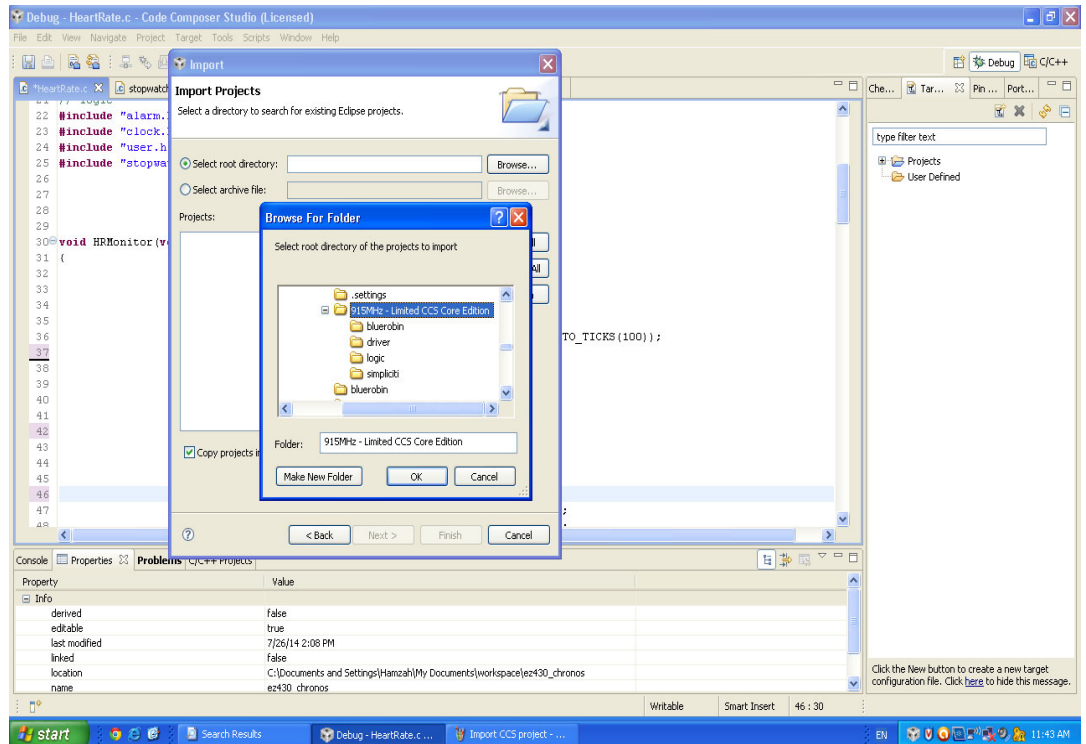 Debug - HeartRate.c - Code Composer Studio (Licensed)
File Edit View Navigate Project Target Tools Scripts Window Help
Debug C/C++
*HeartRate.c stopwatch
Che... Tar... Pin ... Port...
22 #include "alarm.
23 #include "clock.
24 #include "user.h
25 #include "stopwa
26
27
28
29
30 void HRMonitor(v
31 {
32
33
34
35
36 TO_TICKS(100));
37
38
39
40
41
42
43
44
45
46
47 ;
48
type filter text
Projects
User Defined
Click the New button to create a new target
configuration file. Click here to hide this message.
Import
Import Projects
Select a directory to search for existing Eclipse projects.
Select root directory: Browse...
Select archive file: Browse...
Projects:
All
Copy projects i
? < Back Next > Finish Cancel
Browse For Folder
Select root directory of the projects to import
.settings
915MHz - Limited CCS Core Edition
bluerobin
driver
logic
simpliciti
bluerobin
Folder: 915MHz - Limited CCS Core Edition
Make New Folder OK Cancel
Console Properties Problems C/C++ Projects
Property Value
Info
derived false
editable true
last modified 7/26/14 2:08 PM
linked false
location C:\Documents and Settings\Hamzah\My Documents\workspace\ez430_chronos
name ez430_chronos
Writable Smart Insert 46 : 30
start Search Results Debug - HeartRate.c ... Import CCS project - ... EN 11:43 AM